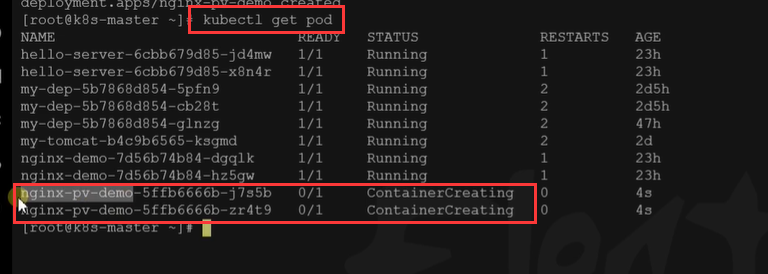 deployment.apps/nginx-pv-demo created
[root@k8s-master ~]# kubectl get pod
NAME READY STATUS RESTARTS AGE
hello-server-6cbb679d85-jd4mw 1/1 Running 1 23h
hello-server-6cbb679d85-x8n4r 1/1 Running 1 23h
my-dep-5b7868d854-5pfn9 1/1 Running 2 2d5h
my-dep-5b7868d854-cb28t 1/1 Running 2 2d5h
my-dep-5b7868d854-glnzg 1/1 Running 2 47h
my-tomcat-b4c9b6565-ksgmd 1/1 Running 2 2d
nginx-demo-7d56b74b84-dgqlk 1/1 Running 1 23h
nginx-demo-7d56b74b84-hz5gw 1/1 Running 1 23h
nginx-pv-demo-5ffb6666b-j7s5b 0/1 ContainerCreating 0 4s
nginx-pv-demo-5ffb6666b-zr4t9 0/1 ContainerCreating 0 4s
[root@k8s-master ~]#